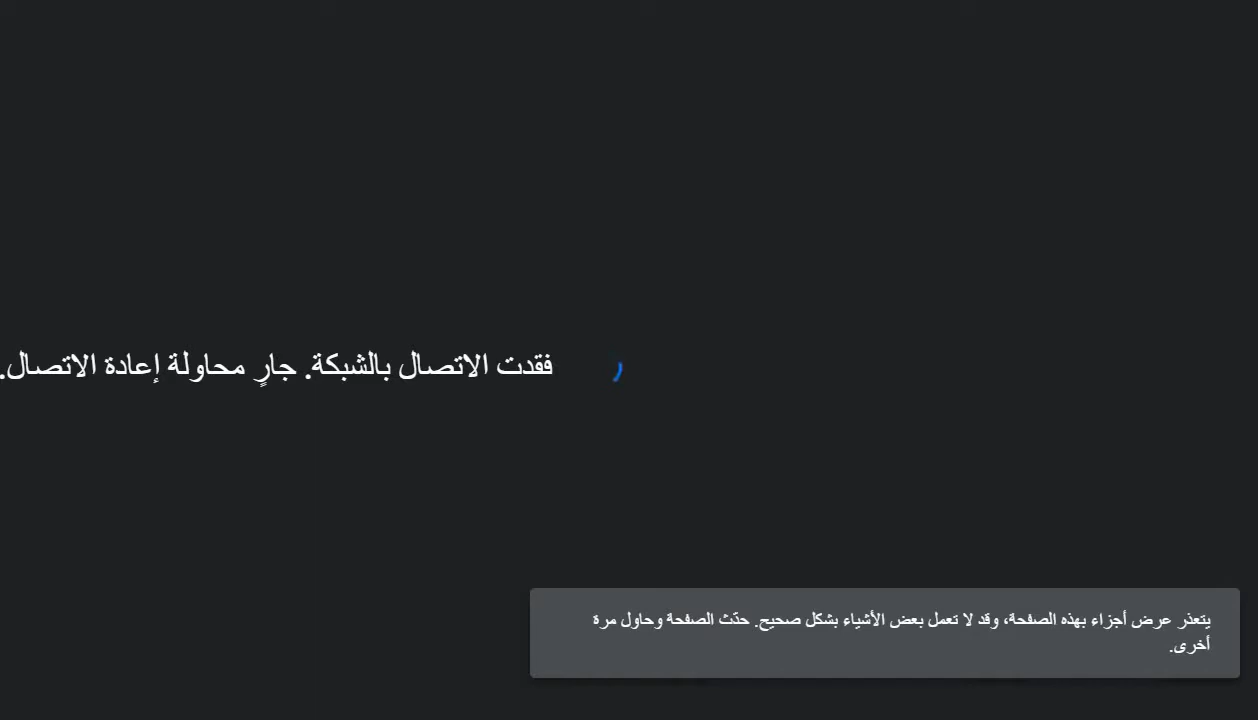 فقدت الاتصال بالشبكة. جارٍ محاولة إعادة الاتصال.
يتعذر عرض أجزاء بهذه الصفحة، وقد لا تعمل بعض الأشياء بشكل صحيح. حدّث الصفحة وحاول مرة
أخرى.